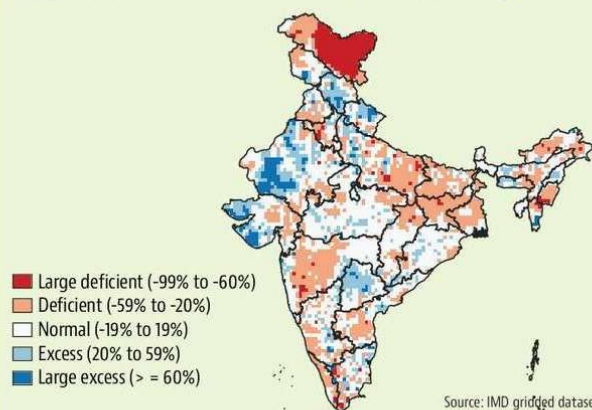 Large deficient (-99% to -60%)
Deficient (-59% to -20%)
Normal (-19% to 19%)
Excess (20% to 59%)
Large excess (> = 60%)
Source: IMD gridded datase